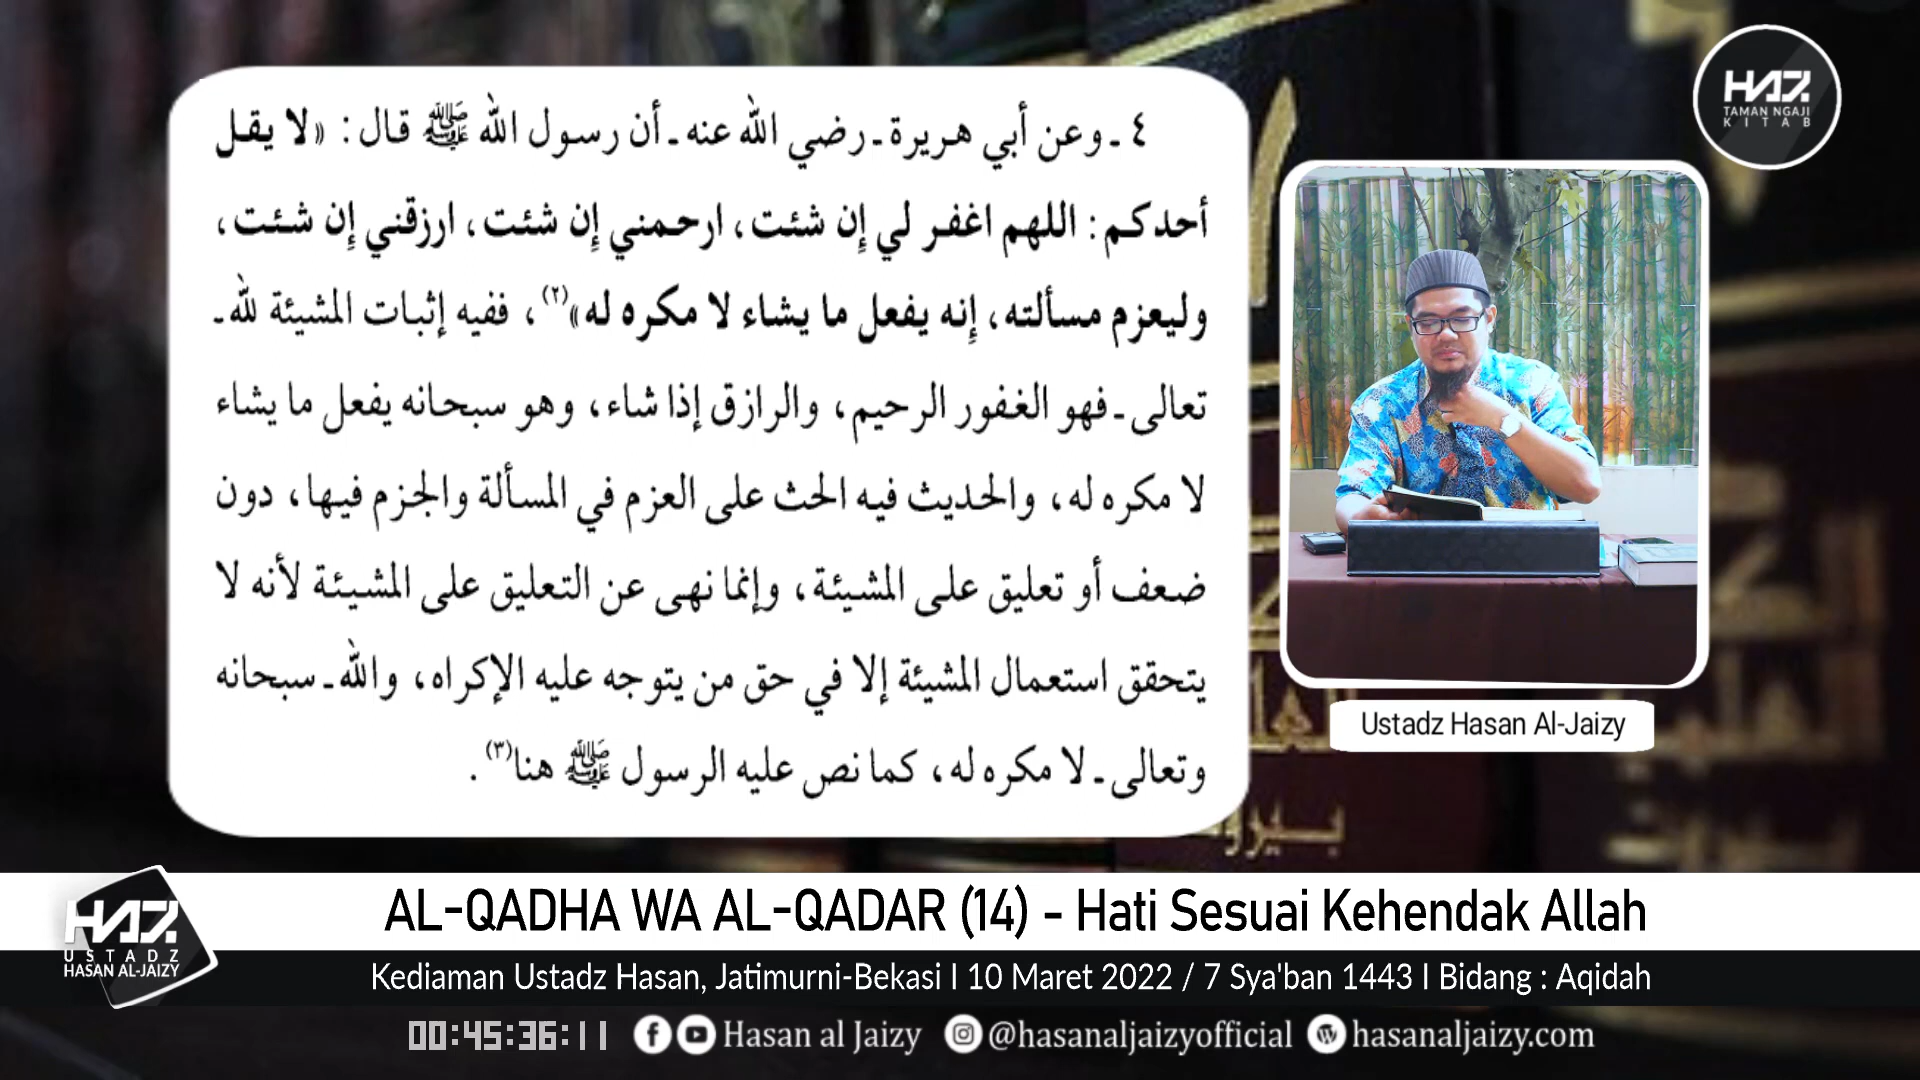 ٤ ـ وعن أبي هريرة ـ رضي الله عنه ـ أن رسول الله ﷺ قال: «لا يقل
أحدكم: اللهم اغفر لي إن شئت، ارحمني إن شئت، ارزقني إن شئت،
وليعزم مسألته، إنه يفعل ما يشاء لا مكره له»(٢)، ففيه إثبات المشيئة لله ـ
تعالى ـ فهو الغفور الرحيم، والرازق إذا شاء، وهو سبحانه يفعل ما يشاء
لا مكره له، والحديث فيه الحث على العزم في المسألة والجزم فيها، دون
ضعف أو تعليق على المشيئة، وإنما نهى عن التعليق على المشيئة لأنه لا
يتحقق استعمال المشيئة إلا في حق من يتوجه عليه الإكراه، والله ـ سبحانه
وتعالى ـ لا مكره له، كما نص عليه الرسول ﷺ هنا(٣).
HAZ
TAMAN NGAJI
KITAB
Ustadz Hasan Al-Jaizy
HAZ
USTADZ
HASAN AL-JAIZY
AL-QADHA WA AL-QADAR (14) - Hati Sesuai Kehendak Allah
Kediaman Ustadz Hasan, Jatimurni-Bekasi I 10 Maret 2022 / 7 Sya'ban 1443 I Bidang : Aqidah
00:45:36:11 Hasan al Jaizy @hasanaljaizyofficial hasanaljaizy.com